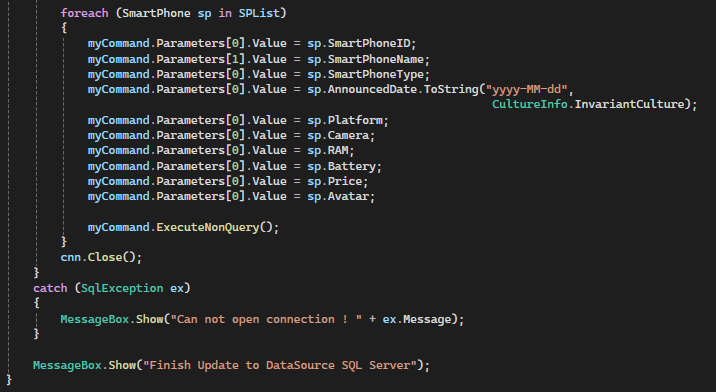 foreach (SmartPhone sp in SPList)
{
myCommand.Parameters[0].Value = sp.SmartPhoneID;
myCommand.Parameters[1].Value = sp.SmartPhoneName;
myCommand.Parameters[0].Value = sp.SmartPhoneType;
myCommand.Parameters[0].Value = sp.AnnouncedDate.ToString("yyyy-MM-dd",
CultureInfo.InvariantCulture);
myCommand.Parameters[0].Value = sp.Platform;
myCommand.Parameters[0].Value = sp.Camera;
myCommand.Parameters[0].Value = sp.RAM;
myCommand.Parameters[0].Value = sp.Battery;
myCommand.Parameters[0].Value = sp.Price;
myCommand.Parameters[0].Value = sp.Avatar;
myCommand.ExecuteNonQuery();
}
cnn.Close();
}
catch (SqlException ex)
{
MessageBox.Show("Can not open connection ! " + ex.Message);
}
MessageBox.Show("Finish Update to DataSource SQL Server");
}